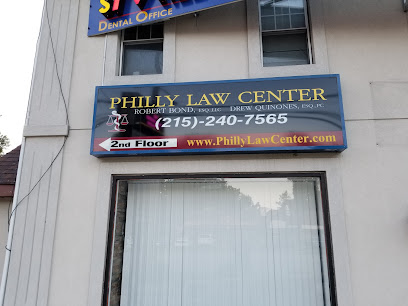 DENTAL OFFICE
PHILLY LAW CENTER
ROBERT BOND, ESQ. LLC DREW QUINONES, ESQ. PC
(215)-240-7565
2nd Floor www.PhillyLawCenter.com